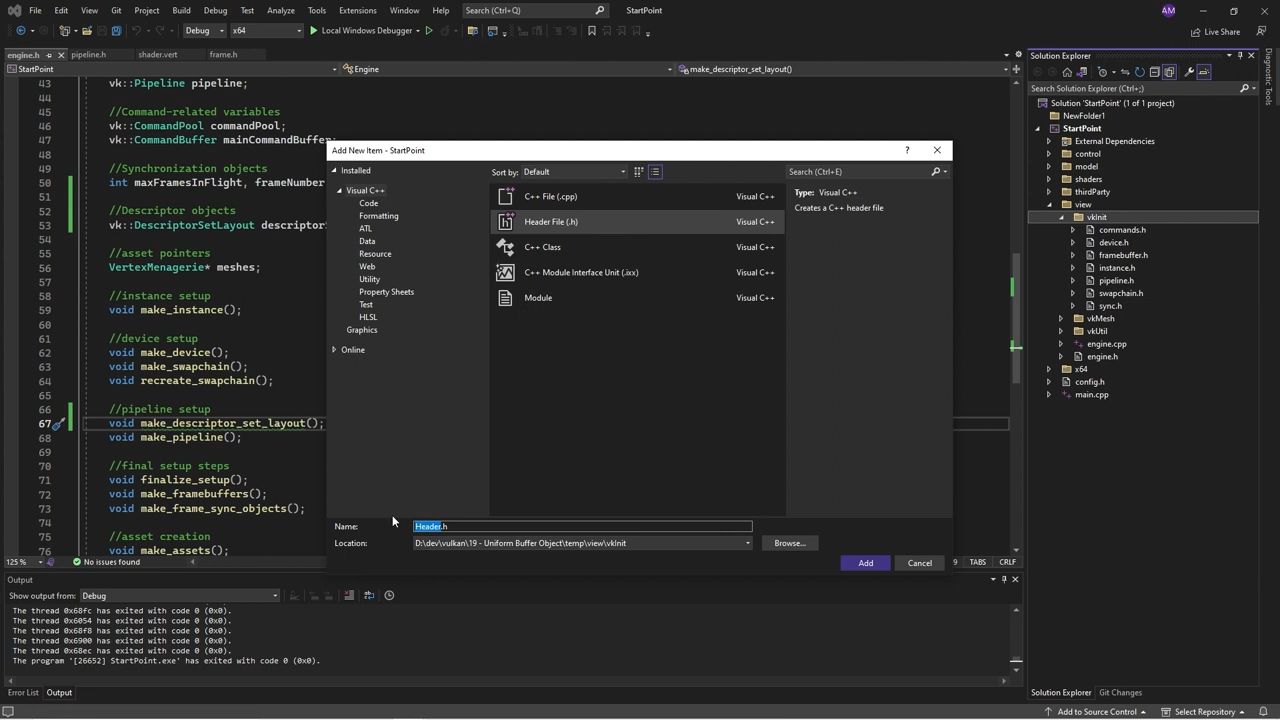 File Edit View Git Project Build Debug Test Analyze Tools Extensions Window Help Search (Ctrl+Q) StartPoint AM
Debug x64 Local Windows Debugger Live Share
engine.h pipeline.h shader.vert frame.h
StartPoint Engine make_descriptor_set_layout()
43 vk::Pipeline pipeline;
44
45 //Command-related variables
46 vk::CommandPool commandPool;
47 vk::CommandBuffer mainCommandBuffer;
48
49 //Synchronization objects
50 int maxFramesInFlight, frameNumber
51
52 //Descriptor objects
53 vk::DescriptorSetLayout descriptor
54
55 //asset pointers
56 VertexMenagerie* meshes;
57
58 //instance setup
59 void make_instance();
60
61 //device setup
62 void make_device();
63 void make_swapchain();
64 void recreate_swapchain();
65
66 //pipeline setup
67 void make_descriptor_set_layout();
68 void make_pipeline();
69
70 //final setup steps
71 void finalize_setup();
72 void make_framebuffers();
73 void make_frame_sync_objects();
74
75 //asset creation
76 void make_assets();
125 % No issues found 9 TABS CRLF
Add New Item - StartPoint ?
Installed
Visual C++
Code
Formatting
ATL
Data
Resource
Web
Utility
Property Sheets
Test
HLSL
Graphics
Online
Sort by: Default
C++ File (.cpp) Visual C++
Header File (.h) Visual C++
C++ Class Visual C++
C++ Module Interface Unit (.ixx) Visual C++
Module Visual C++
Search (Ctrl+E)
Type: Visual C++
Creates a C++ header file
Name: Header.h
Location: D:\dev\vulkan\19 - Uniform Buffer Object\temp\view\vkInit Browse...
Add Cancel
Output
Show output from: Debug
The thread 0x68fc has exited with code 0 (0x0).
The thread 0x6054 has exited with code 0 (0x0).
The thread 0x68f8 has exited with code 0 (0x0).
The thread 0x6900 has exited with code 0 (0x0).
The thread 0x68ec has exited with code 0 (0x0).
The program '[26652] StartPoint.exe' has exited with code 0 (0x0).
Error List Output
Solution Explorer
Search Solution Explorer (Ctrl+;)
Solution 'StartPoint' (1 of 1 project)
NewFolder1
StartPoint
External Dependencies
control
model
shaders
thirdParty
view
vkInit
commands.h
device.h
framebuffer.h
instance.h
pipeline.h
swapchain.h
sync.h
vkMesh
vkUtil
engine.cpp
engine.h
x64
config.h
main.cpp
Solution Explorer Git Changes
Diagnostic Tools
Add to Source Control Select Repository